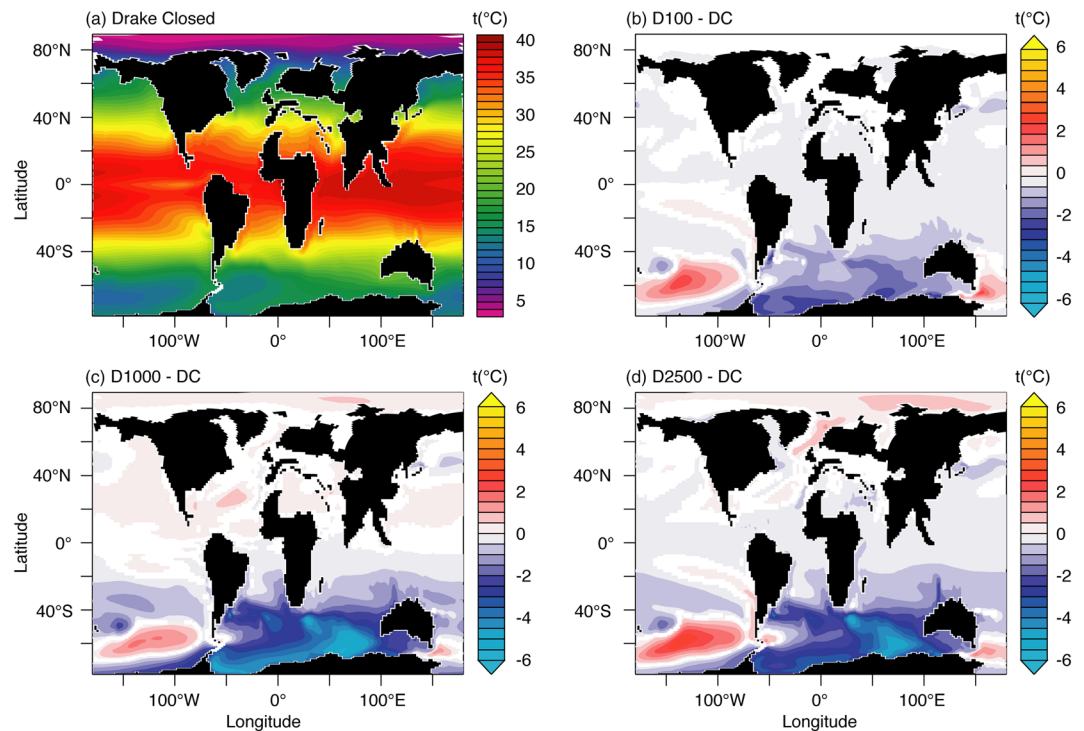 (a) Drake Closed t(°C)
80°N
40°N
0°
40°S
Latitude
100°W 0° 100°E
40
35
30
25
20
15
10
5
(b) D100 - DC t(°C)
80°N
40°N
0°
40°S
100°W 0° 100°E
6
4
2
0
-2
-4
-6
(c) D1000 - DC t(°C)
80°N
40°N
0°
40°S
Latitude
100°W 0° 100°E
Longitude
6
4
2
0
-2
-4
-6
(d) D2500 - DC t(°C)
80°N
40°N
0°
40°S
100°W 0° 100°E
Longitude
6
4
2
0
-2
-4
-6